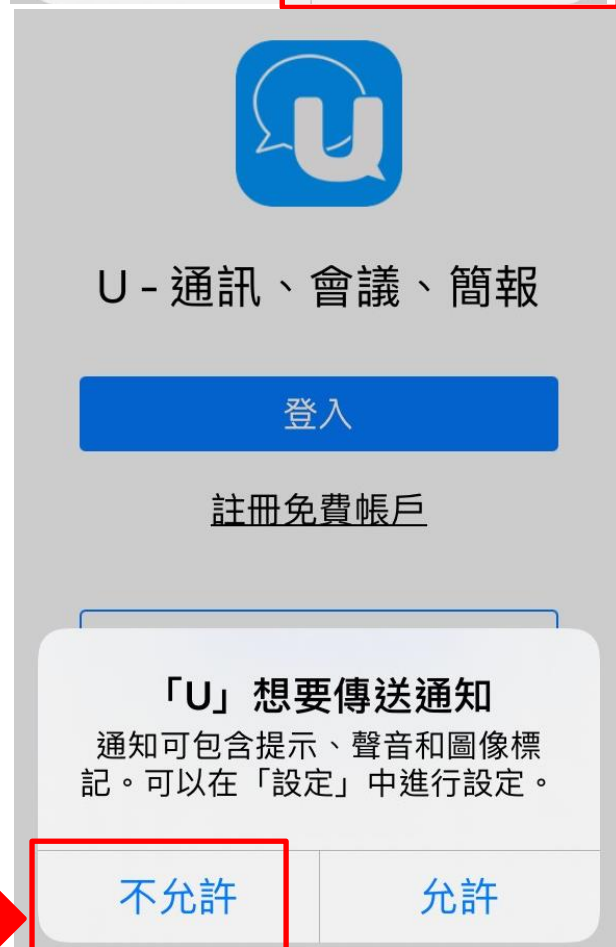 U
U - 通訊、會議、簡報
登入
註冊免費帳戶
「U」想要傳送通知
通知可包含提示、聲音和圖像標
記。可以在「設定」中進行設定。
不允許
允許